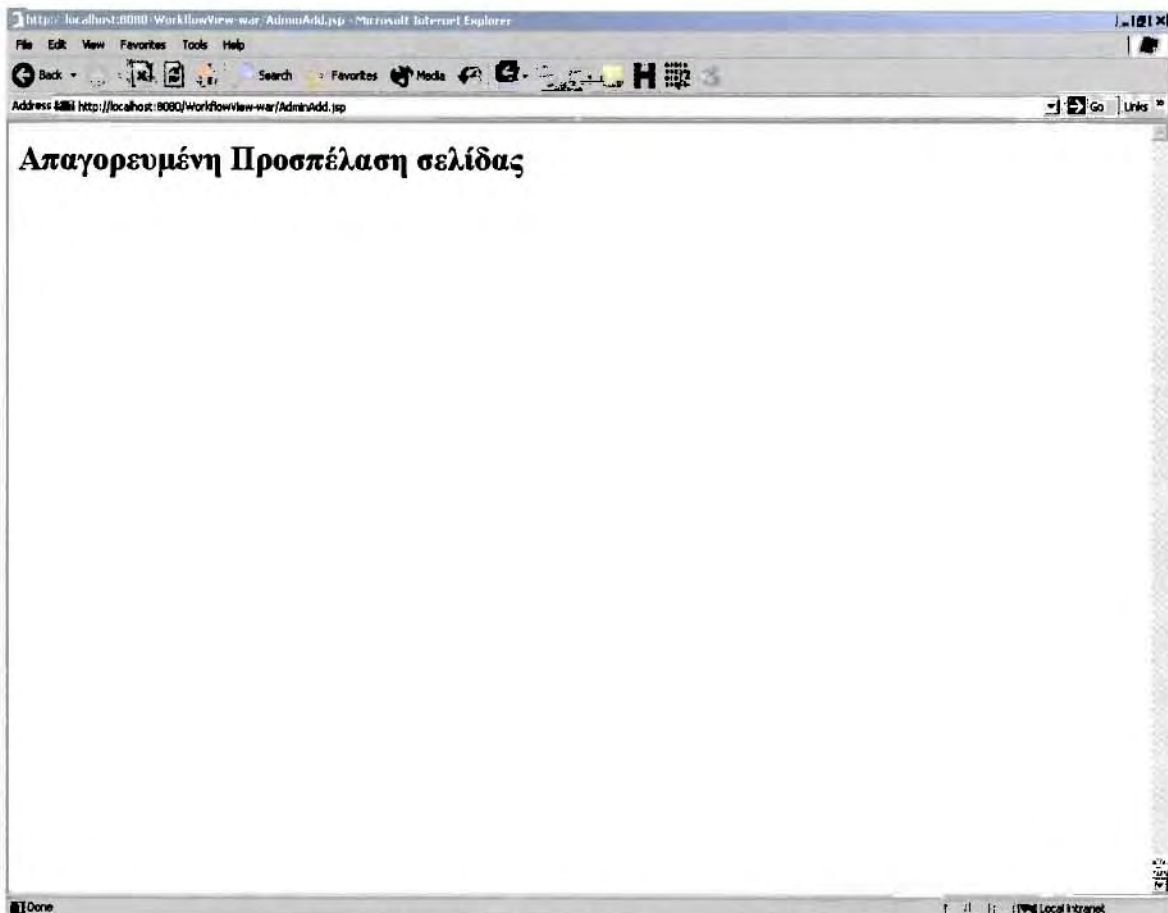 http://localhost:8080/WorkflowView-war/AdminAdd.jsp - Microsoft Internet Explorer
File Edit View Favorites Tools Help
Back Search Favorites Media
Address http://localhost:8080/WorkflowView-war/AdminAdd.jsp Go Links »
Απαγορευμένη Προσπέλαση σελίδας
Done Local intranet